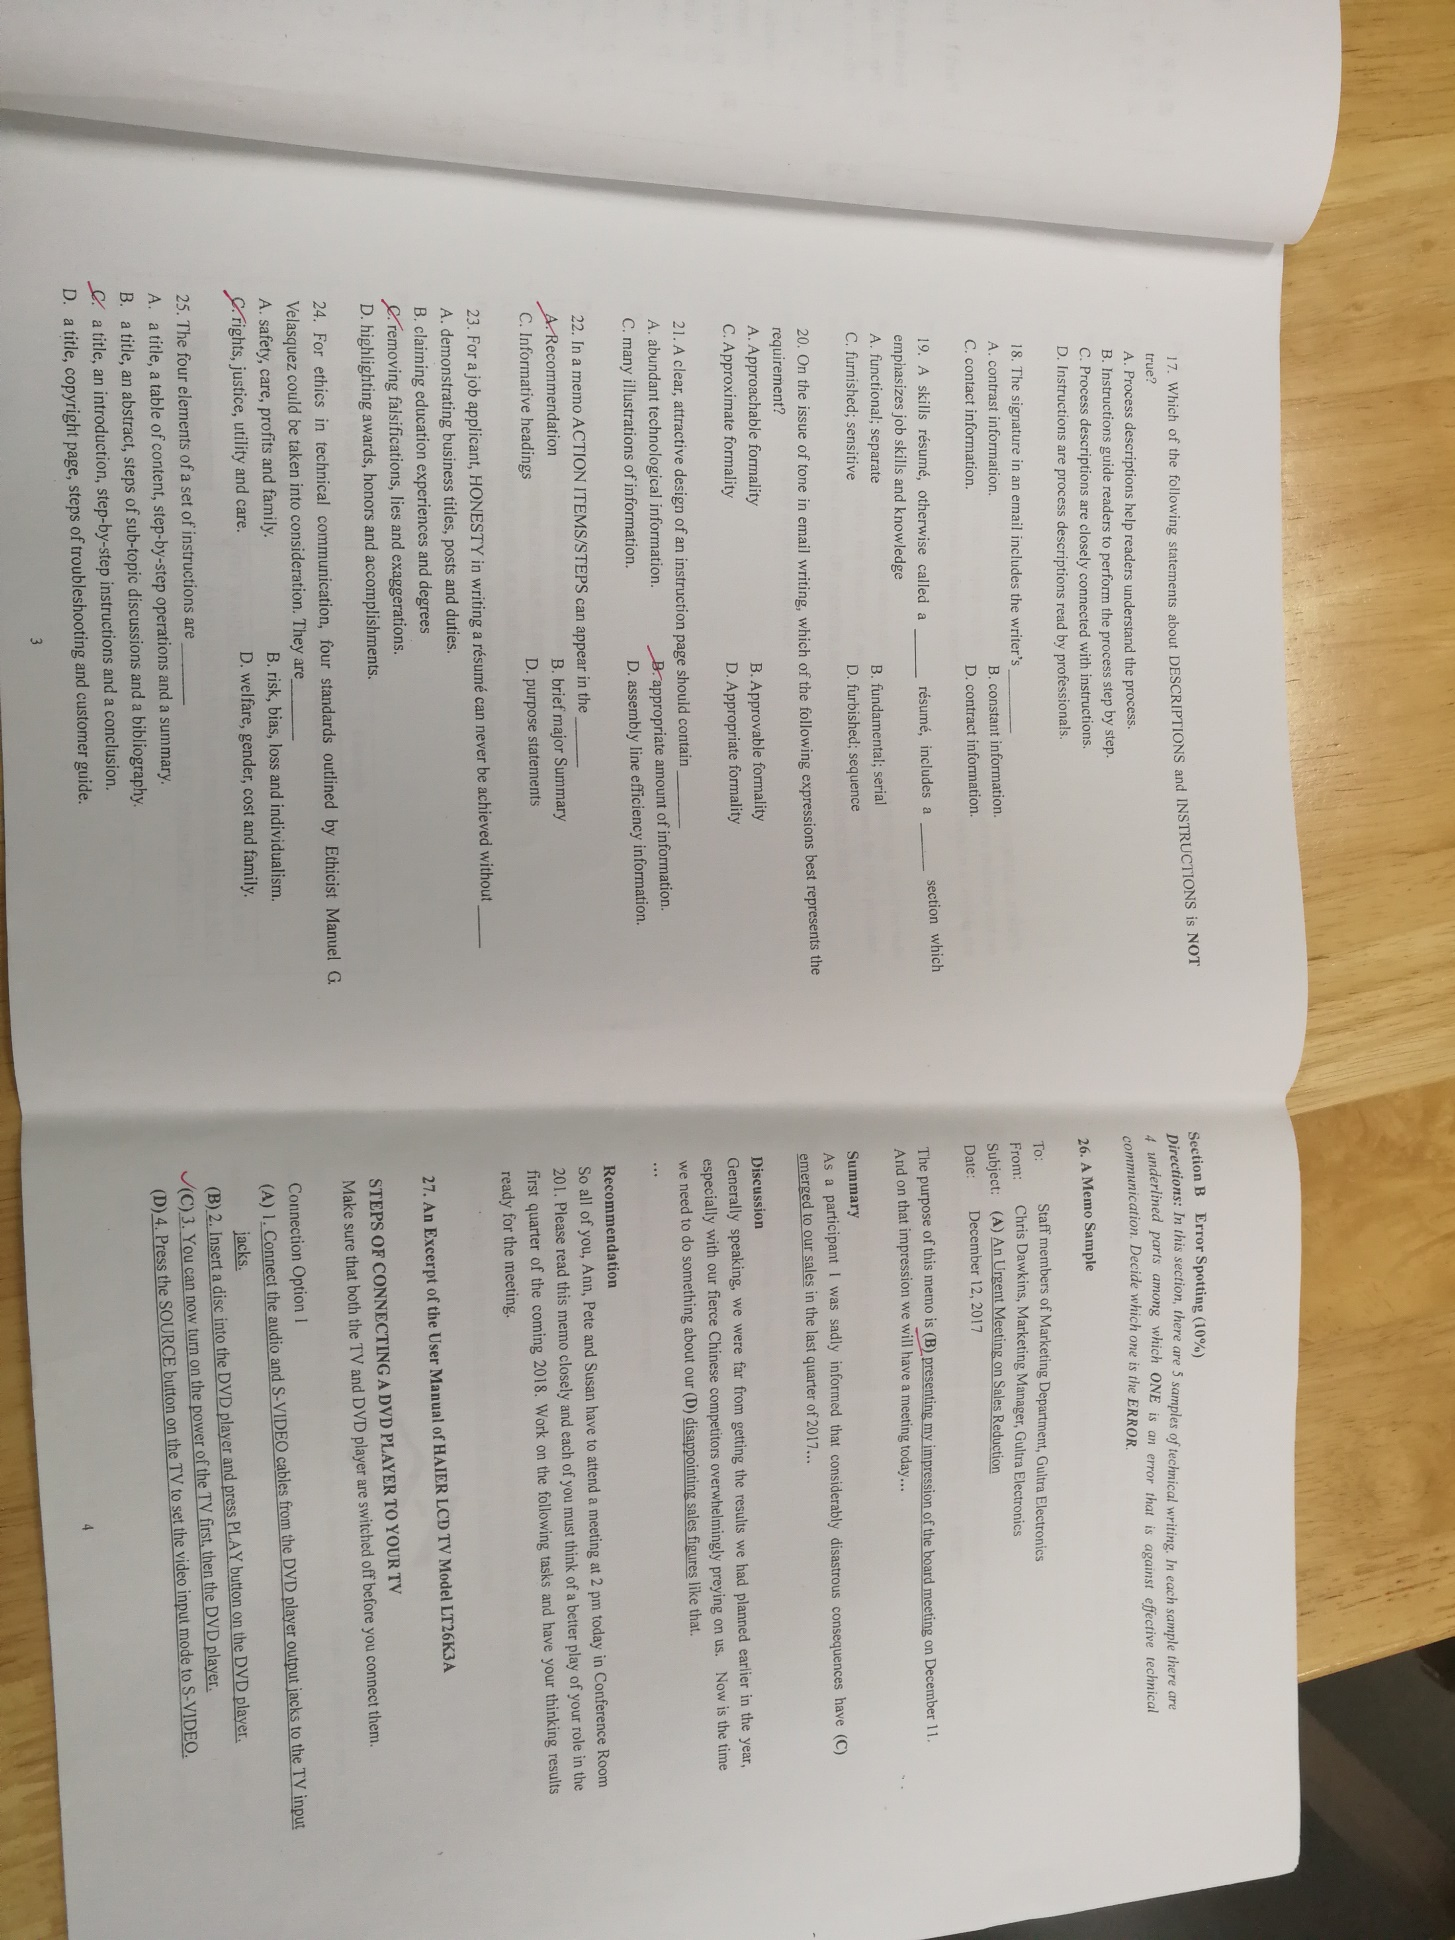 17. Which of the following statements about DESCRIPTIONS and INSTRUCTIONS is NOT
true?
A. Process descriptions help readers understand the process.
B. Instructions guide readers to perform the process step by step.
C. Process descriptions are closely connected with instructions.
D. Instructions are process descriptions read by professionals.
18. The signature in an email includes the writer's______
A. contrast information. B. constant information.
C. contact information. D. contract information.
19. A skills résumé, otherwise called a _____ résumé, includes a _____ section which
emphasizes job skills and knowledge
A. functional; separate B. fundamental; serial
C. furnished; sensitive D. furbished; sequence
20. On the issue of tone in email writing, which of the following expressions best represents the
requirement?
A. Approachable formality B. Approvable formality
C. Approximate formality D. Appropriate formality
21. A clear, attractive design of an instruction page should contain ______
A. abundant technological information. B. appropriate amount of information.
C. many illustrations of information. D. assembly line efficiency information.
22. In a memo ACTION ITEMS/STEPS can appear in the ______
A. Recommendation B. brief major Summary
C. Informative headings D. purpose statements
23. For a job applicant, HONESTY in writing a résumé can never be achieved without _____
A. demonstrating business titles, posts and duties.
B. claiming education experiences and degrees
C. removing falsifications, lies and exaggerations.
D. highlighting awards, honors and accomplishments.
24. For ethics in technical communication, four standards outlined by Ethicist Manuel G.
Velasquez could be taken into consideration. They are______
A. safety, care, profits and family. B. risk, bias, loss and individualism.
C. rights, justice, utility and care. D. welfare, gender, cost and family.
25. The four elements of a set of instructions are ______
A. a title, a table of content, step-by-step operations and a summary.
B. a title, an abstract, steps of sub-topic discussions and a bibliography.
C. a title, an introduction, step-by-step instructions and a conclusion.
D. a title, copyright page, steps of troubleshooting and customer guide.
3
Section B Error Spotting (10%)
Directions: In this section, there are 5 samples of technical writing. In each sample there are
4 underlined parts among which ONE is an error that is against effective technical
communication. Decide which one is the ERROR.
26. A Memo Sample
To: Staff members of Marketing Department, Gultra Electronics
From: Chris Dawkins, Marketing Manager, Gultra Electronics
Subject: (A) An Urgent Meeting on Sales Reduction
Date: December 12, 2017
The purpose of this memo is (B) presenting my impression of the board meeting on December 11.
And on that impression we will have a meeting today…
Summary
As a participant I was sadly informed that considerably disastrous consequences have (C)
emerged to our sales in the last quarter of 2017…
Discussion
Generally speaking, we were far from getting the results we had planned earlier in the year,
especially with our fierce Chinese competitors overwhelmingly preying on us. Now is the time
we need to do something about our (D) disappointing sales figures like that.
…
Recommendation
So all of you, Ann, Pete and Susan have to attend a meeting at 2 pm today in Conference Room
201. Please read this memo closely and each of you must think of a better play of your role in the
first quarter of the coming 2018. Work on the following tasks and have your thinking results
ready for the meeting.
27. An Excerpt of the User Manual of HAIER LCD TV Model LT26K3A
STEPS OF CONNECTING A DVD PLAYER TO YOUR TV
Make sure that both the TV and DVD player are switched off before you connect them.
Connection Option 1
(A) 1. Connect the audio and S-VIDEO cables from the DVD player output jacks to the TV input
jacks.
(B) 2. Insert a disc into the DVD player and press PLAY button on the DVD player.
(C) 3. You can now turn on the power of the TV first, then the DVD player.
(D) 4. Press the SOURCE button on the TV to set the video input mode to S-VIDEO.
4